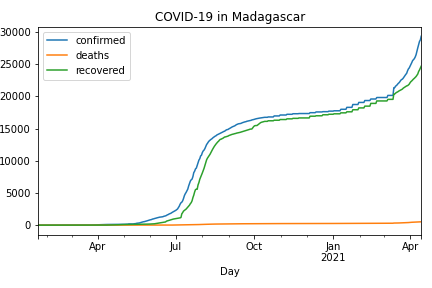 COVID-19 in Madagascar
confirmed
deaths
recovered
30000
25000
20000
15000
10000
5000
0
Apr Jul Oct Jan Apr
2021
Day